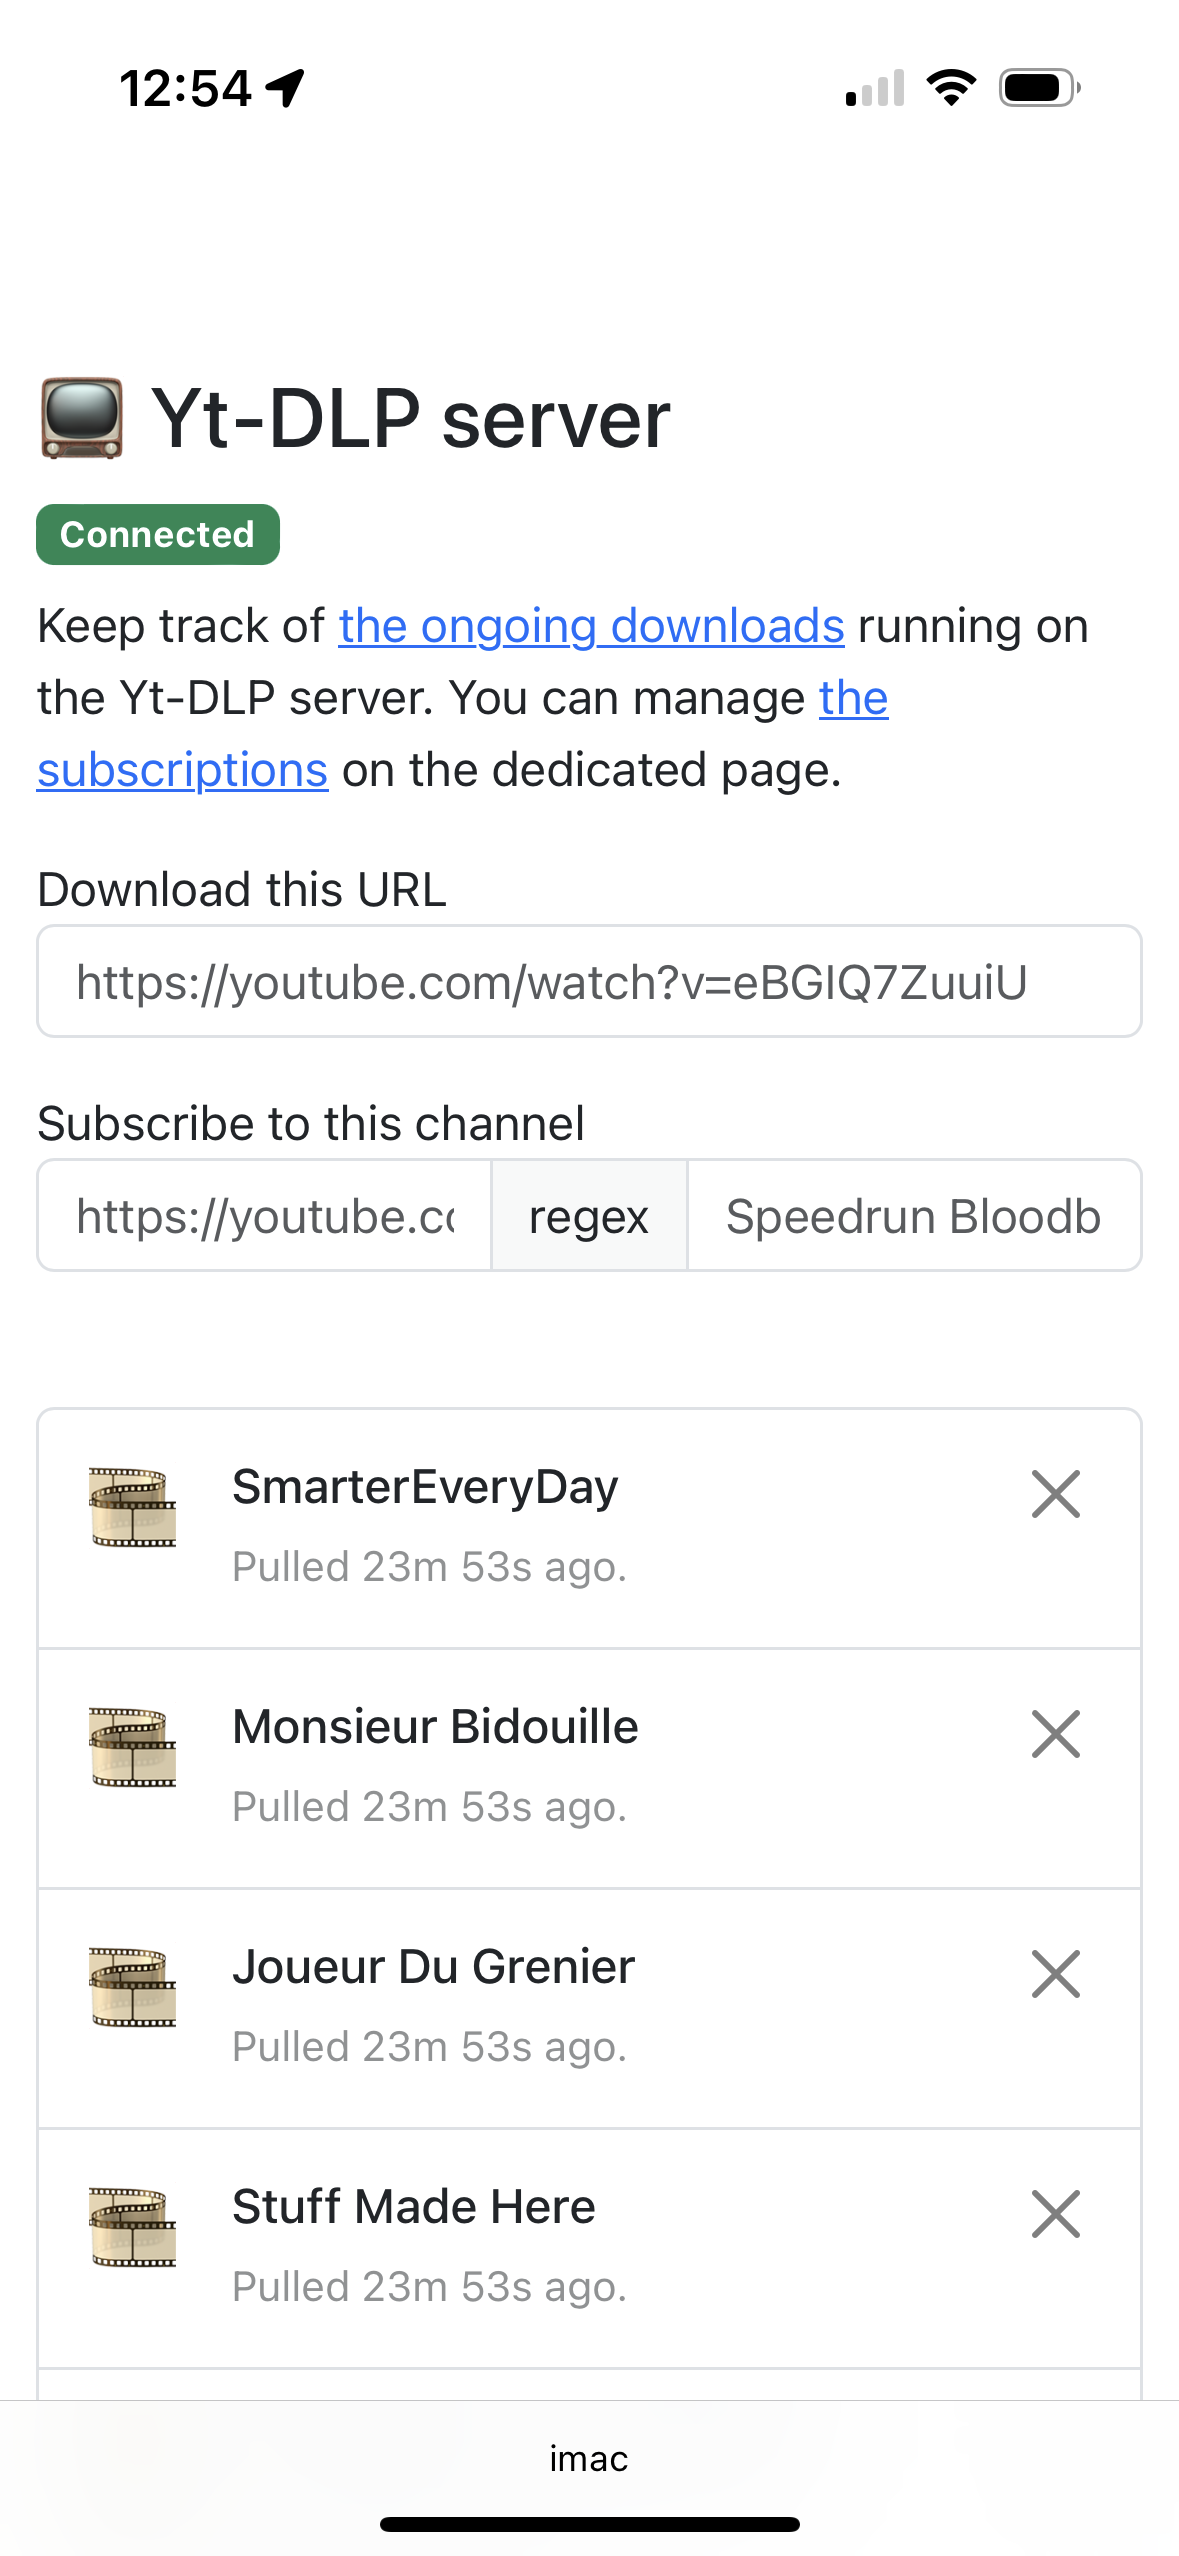 12:54
Yt-DLP server
Connected
Keep track of the ongoing downloads running on
the Yt-DLP server. You can manage the
subscriptions on the dedicated page.
Download this URL
https://youtube.com/watch?v=eBGIQ7ZuuiU
Subscribe to this channel
https://youtube.co regex Speedrun Bloodb
SmarterEveryDay
Pulled 23m 53s ago.
Monsieur Bidouille
Pulled 23m 53s ago.
Joueur Du Grenier
Pulled 23m 53s ago.
Stuff Made Here
Pulled 23m 53s ago.
imac